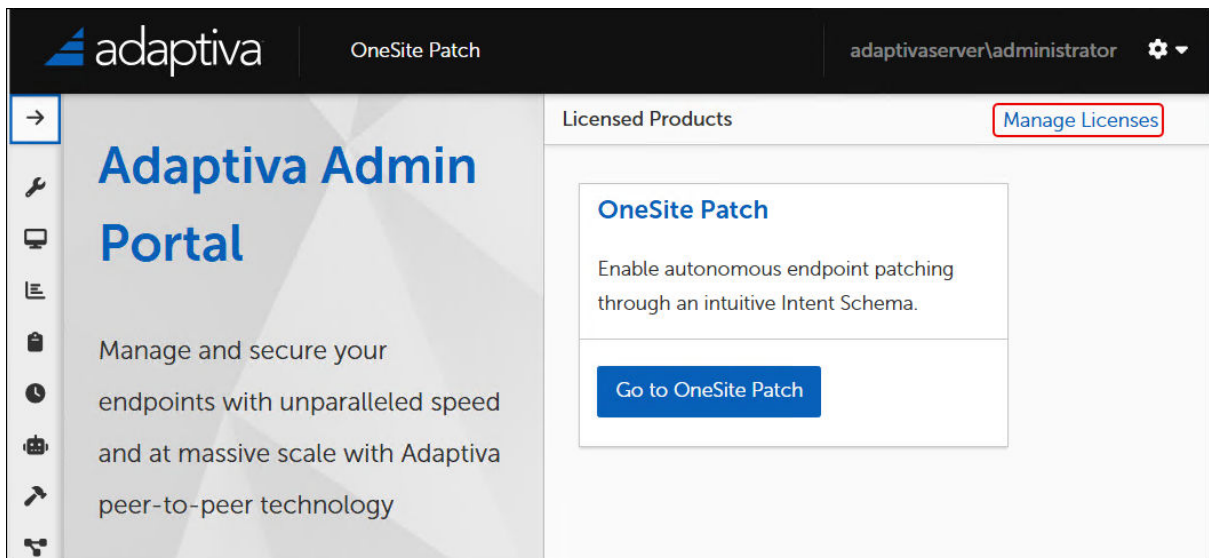 adaptiva
OneSite Patch
adaptivaserver\administrator
Licensed Products
Manage Licenses
Adaptiva Admin
Portal
Manage and secure your
endpoints with unparalleled speed
and at massive scale with Adaptiva
peer-to-peer technology
OneSite Patch
Enable autonomous endpoint patching
through an intuitive Intent Schema.
Go to OneSite Patch